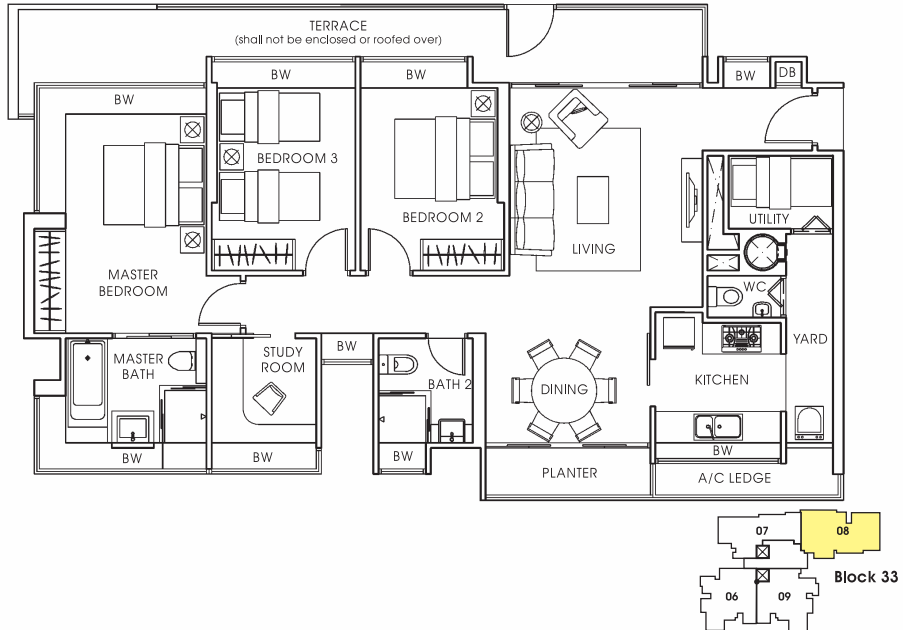 TERRACE
(shall not be enclosed or roofed over)
BW
BW
BW
DB
BW
BEDROOM 3
BEDROOM 2
UTILITY
LIVING
MASTER
BEDROOM
WC
YARD
BW
STUDY
ROOM
MASTER
BATH
KITCHEN
BATH 2
DINING
BW
BW
BW
BW
PLANTER
A/C LEDGE
07
08
Block 33
06
09